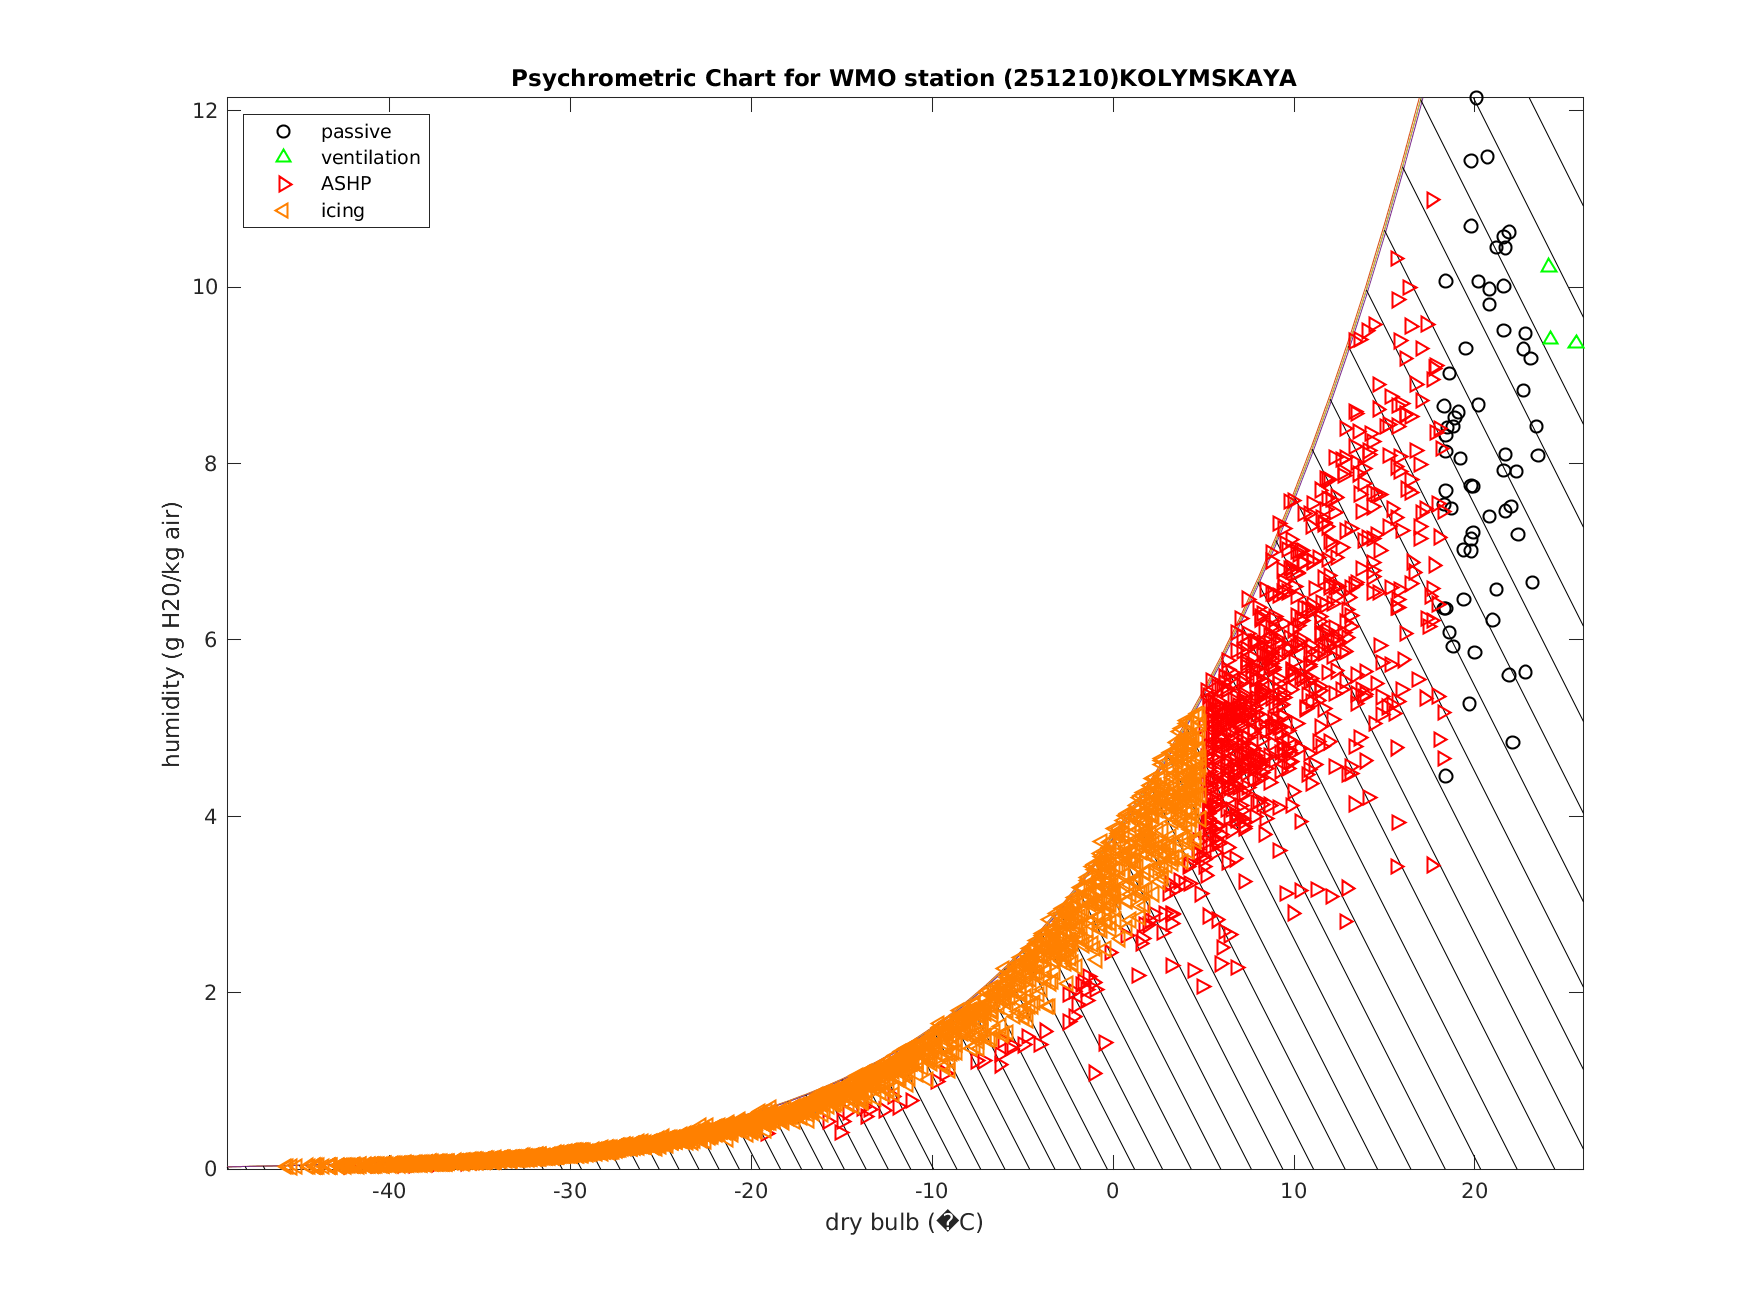 Psychrometric Chart for WMO station (251210)KOLYMSKAYA
passive
ventilation
ASHP
icing
12
10
8
6
4
2
0
humidity (g H20/kg air)
-40
-30
-20
-10
0
10
20
dry bulb (�C)